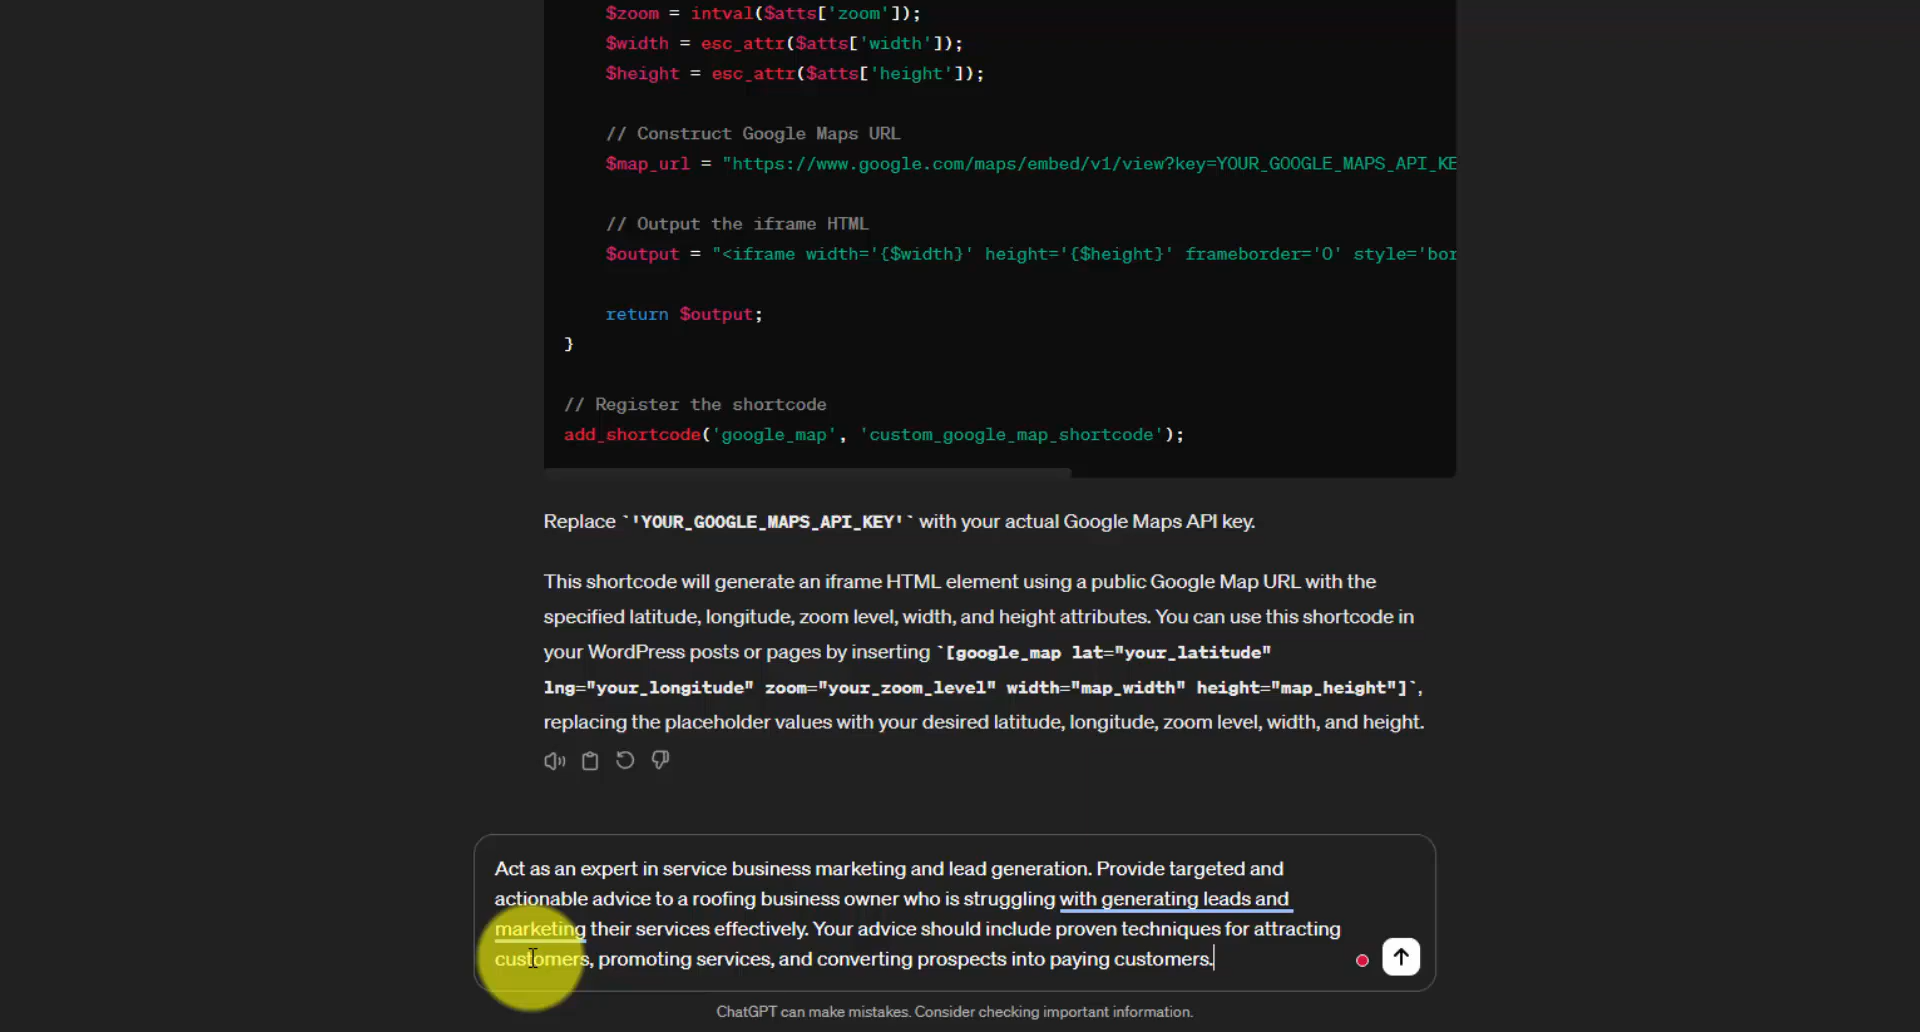 $zoom = intval($atts['zoom']);
$width = esc_attr($atts['width']);
$height = esc_attr($atts['height']);
// Construct Google Maps URL
$map_url = "https://www.google.com/maps/embed/v1/view?key=YOUR_GOOGLE_MAPS_API_KE
// Output the iframe HTML
$output = "<iframe width='{$width}' height='{$height}' frameborder='0' style='bor
return $output;
}
// Register the shortcode
add_shortcode('google_map', 'custom_google_map_shortcode');
Replace `'YOUR_GOOGLE_MAPS_API_KEY'` with your actual Google Maps API key.
This shortcode will generate an iframe HTML element using a public Google Map URL with the
specified latitude, longitude, zoom level, width, and height attributes. You can use this shortcode in
your WordPress posts or pages by inserting `[google_map lat="your_latitude"
lng="your_longitude" zoom="your_zoom_level" width="map_width" height="map_height"]`,
replacing the placeholder values with your desired latitude, longitude, zoom level, width, and height.
Act as an expert in service business marketing and lead generation. Provide targeted and
actionable advice to a roofing business owner who is struggling with generating leads and
marketing their services effectively. Your advice should include proven techniques for attracting
customers, promoting services, and converting prospects into paying customers.
ChatGPT can make mistakes. Consider checking important information.